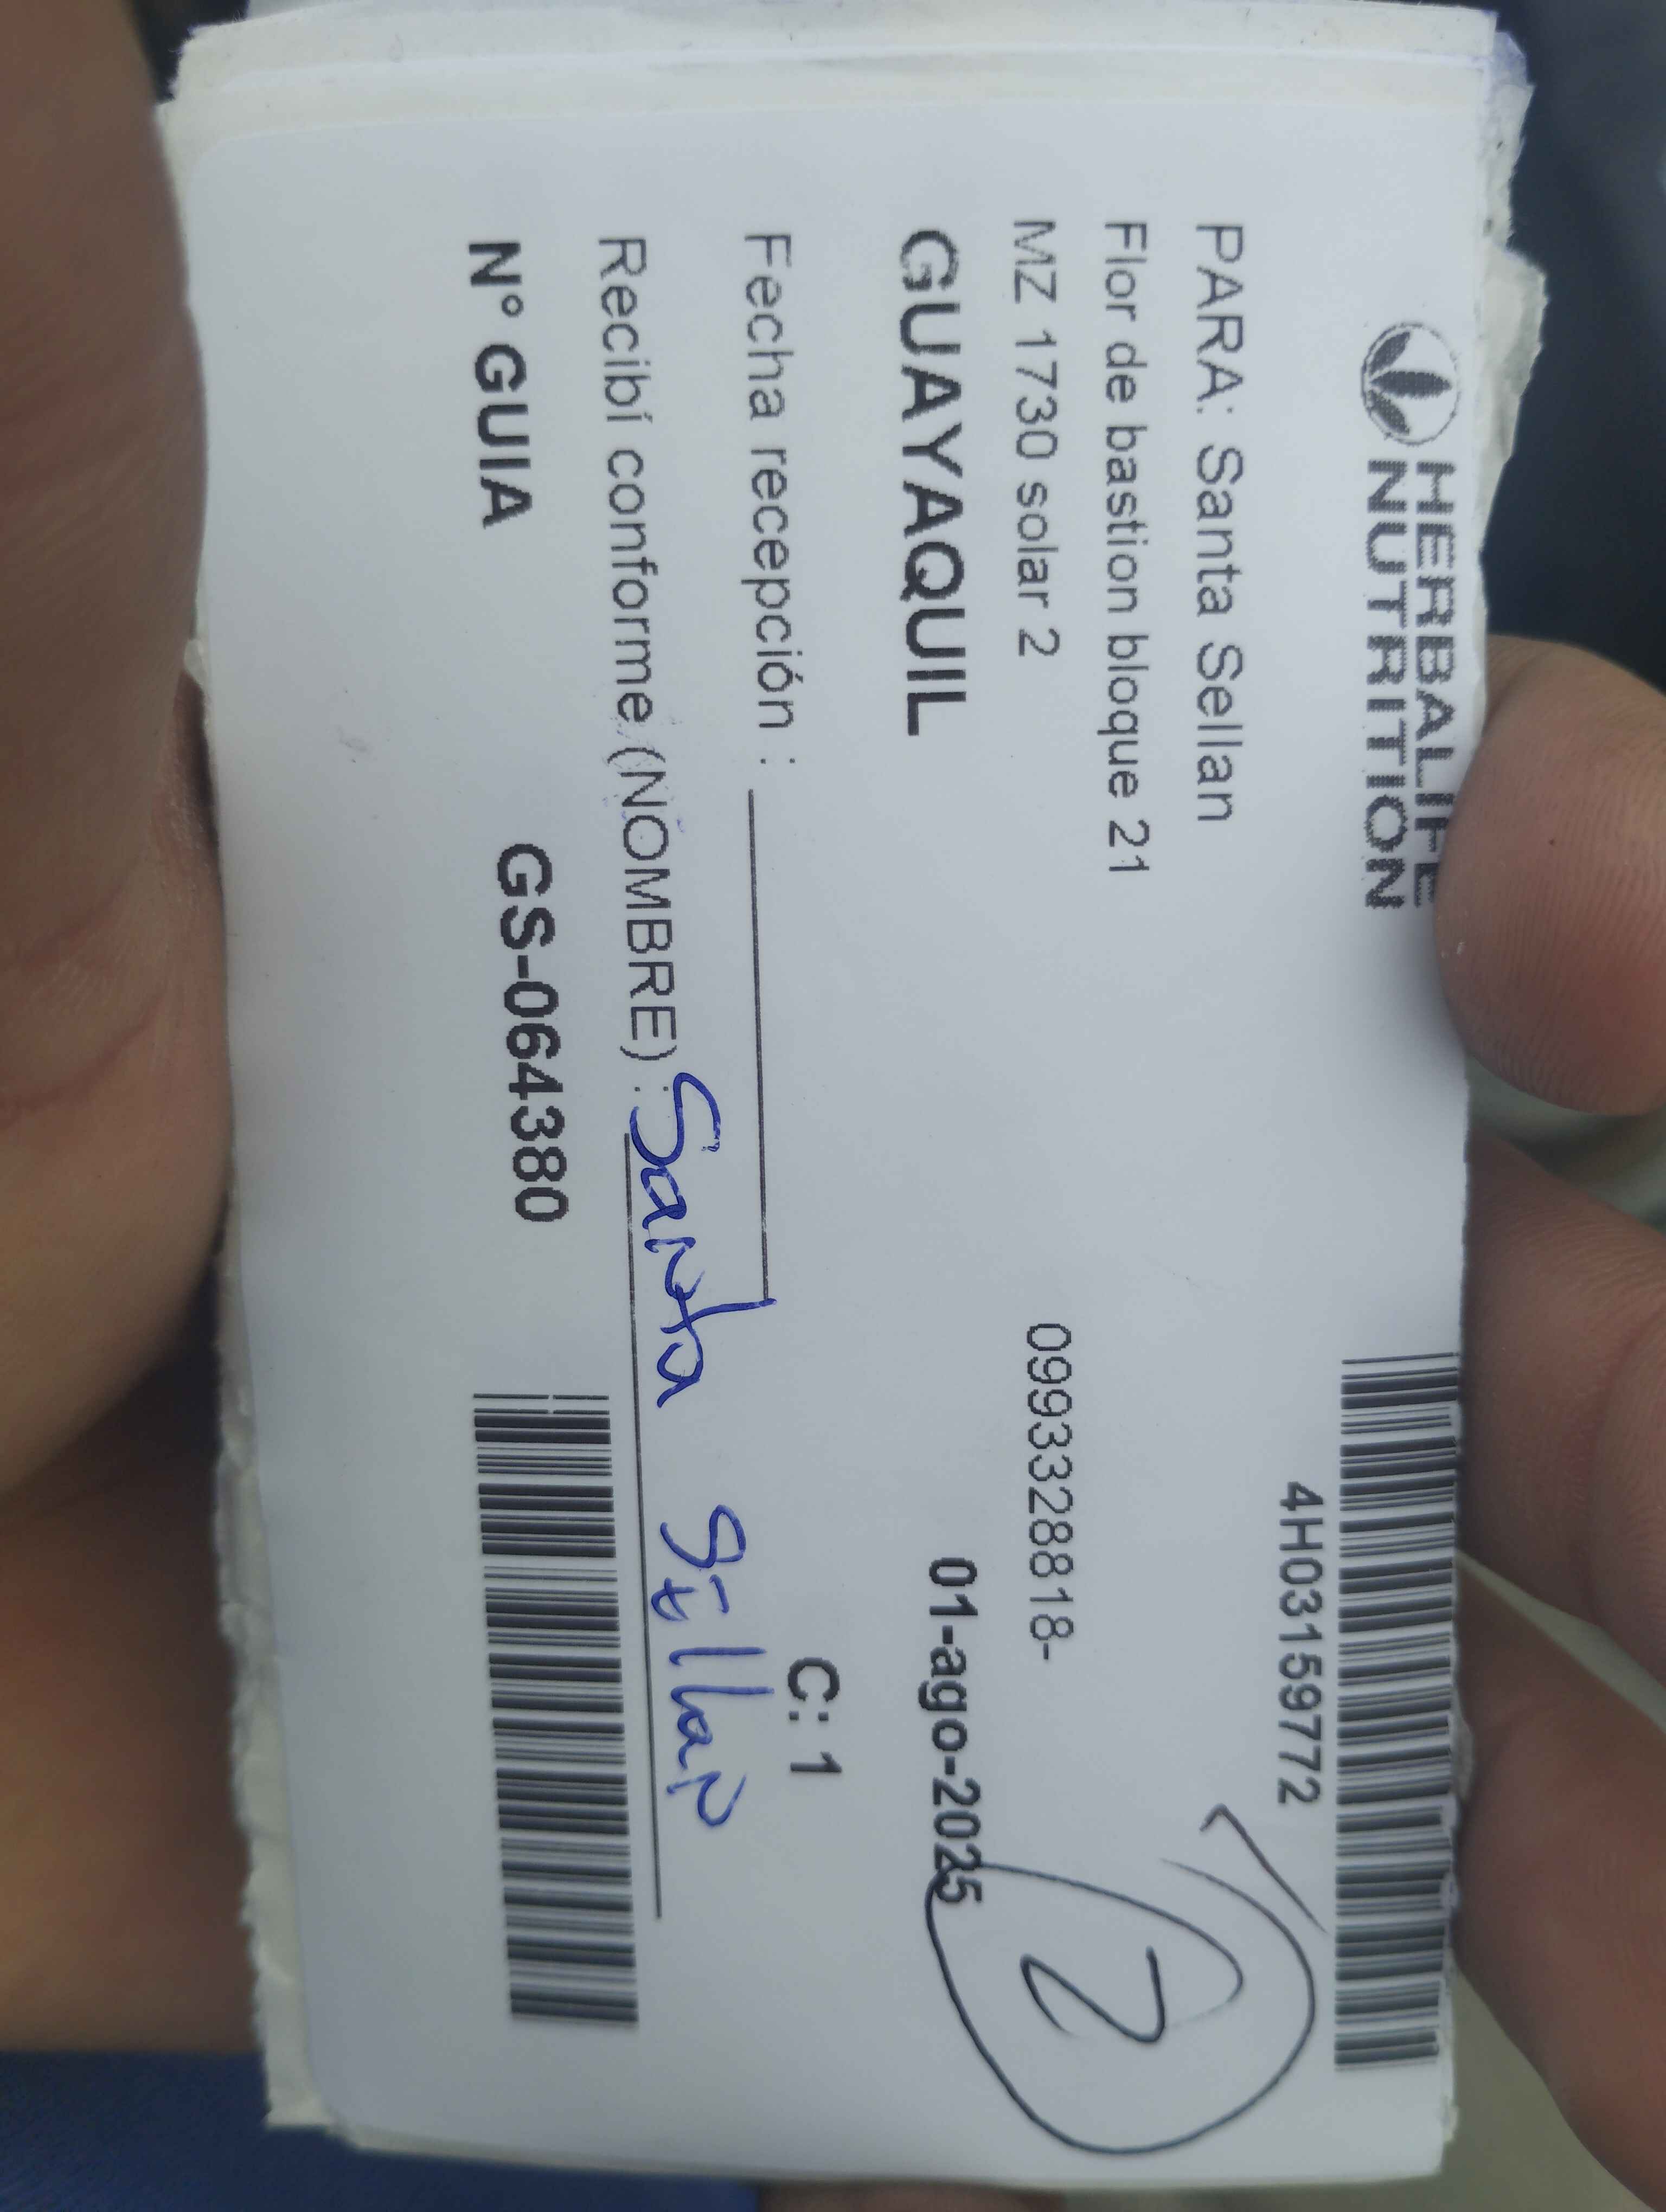 HERBALIFE
NUTRITION
4H03159772
PARA: Santa Sellan
Flor de bastion bloque 21
MZ 1730 solar 2
0993328818-
GUAYAQUIL
01-ago-2025
2
Fecha recepción :
C: 1
Recibí conforme (NOMBRE) : Santa Sellan
N° GUIA
GS-064380